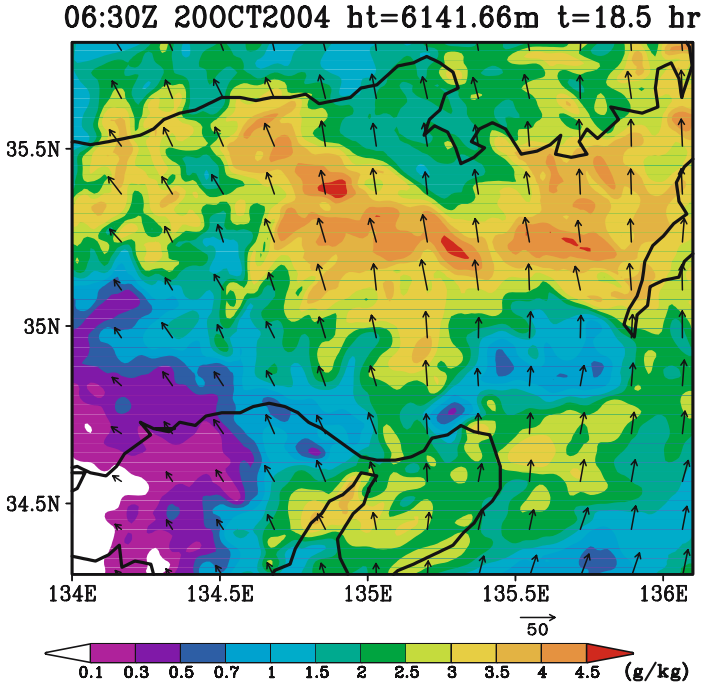 06:30Z 20OCT2004 ht=6141.66m t=18.5 hr
35.5N
35N
34.5N
134E 134.5E 135E 135.5E 136E
50
0.1 0.3 0.5 0.7 1 1.5 2 2.5 3 3.5 4 4.5 (g/kg)